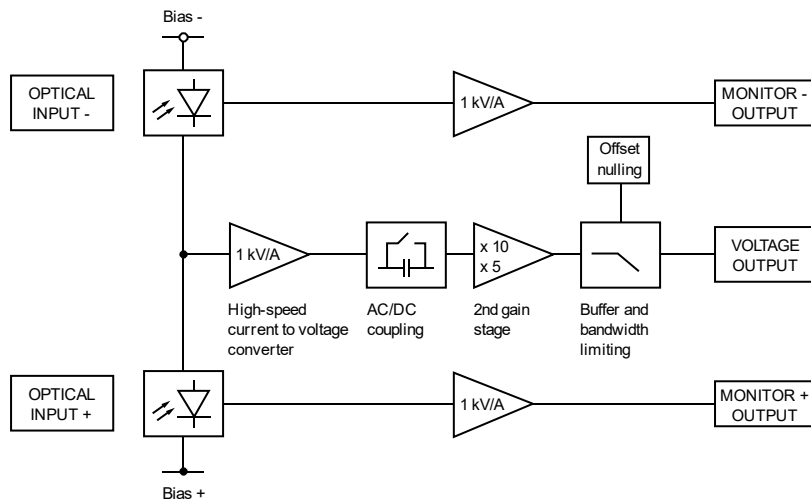 Bias -
OPTICAL
INPUT -
1 kV/A
MONITOR -
OUTPUT
Offset
nulling
1 kV/A
x 10
x 5
VOLTAGE
OUTPUT
High-speed
current to voltage
converter
AC/DC
coupling
2nd gain
stage
Buffer and
bandwidth
limiting
OPTICAL
INPUT +
1 kV/A
MONITOR +
OUTPUT
Bias +